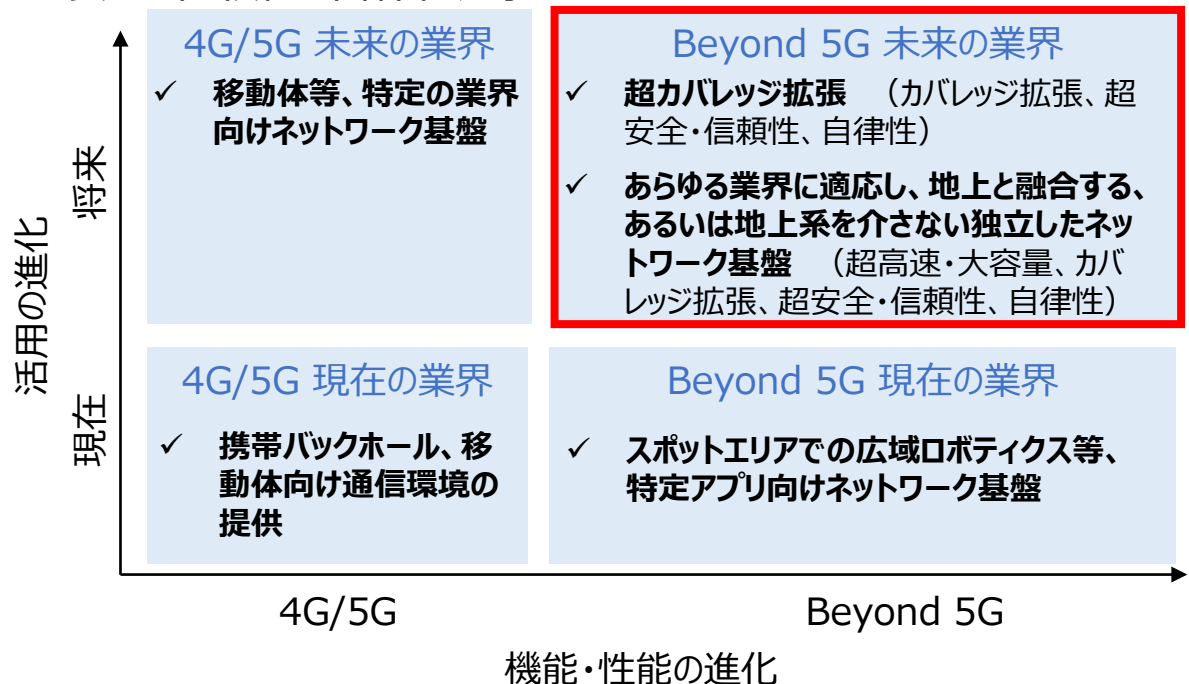 4G/5G 未来の業界
✓ 移動体等、特定の業界
向けネットワーク基盤
Beyond 5G 未来の業界
✓ 超カバレッジ拡張 （カバレッジ拡張、超
安全・信頼性、自律性）
✓ あらゆる業界に適応し、地上と融合する、
あるいは地上系を介さない独立したネッ
トワーク基盤 （超高速・大容量、カバ
レッジ拡張、超安全・信頼性、自律性）
4G/5G 現在の業界
✓ 携帯バックホール、移
動体向け通信環境の
提供
Beyond 5G 現在の業界
✓ スポットエリアでの広域ロボティクス等、
特定アプリ向けネットワーク基盤
活用の進化
将来
現在
4G/5G
Beyond 5G
機能・性能の進化